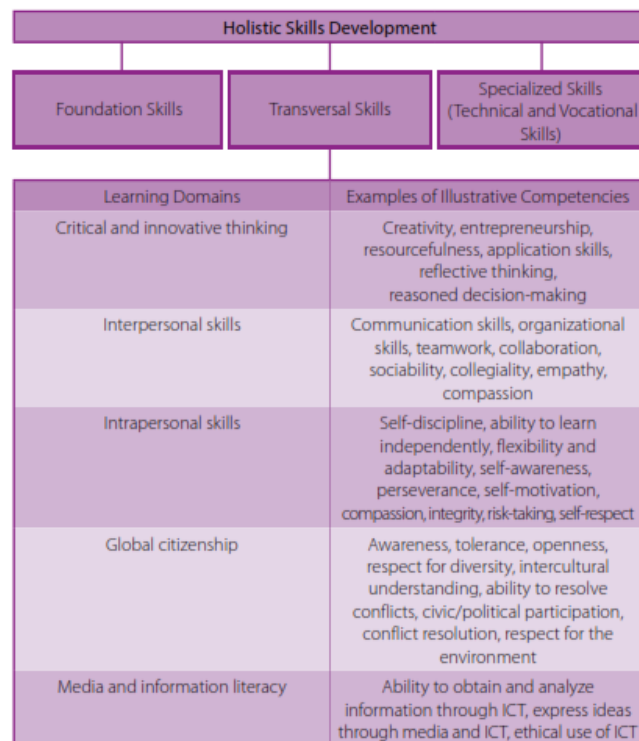 Holistic Skills Development
Foundation Skills
Transversal Skills
Specialized Skills
(Technical and Vocational
Skills)
Learning Domains
Examples of Illustrative Competencies
Critical and innovative thinking
Creativity, entrepreneurship,
resourcefulness, application skills,
reflective thinking,
reasoned decision-making
Interpersonal skills
Communication skills, organizational
skills, teamwork, collaboration,
sociability, collegiality, empathy,
compassion
Intrapersonal skills
Self-discipline, ability to learn
independently, flexibility and
adaptability, self-awareness,
perseverance, self-motivation,
compassion, integrity, risk-taking, self-respect
Global citizenship
Awareness, tolerance, openness,
respect for diversity, intercultural
understanding, ability to resolve
conflicts, civic/political participation,
conflict resolution, respect for the
environment
Media and information literacy
Ability to obtain and analyze
information through ICT, express ideas
through media and ICT, ethical use of ICT